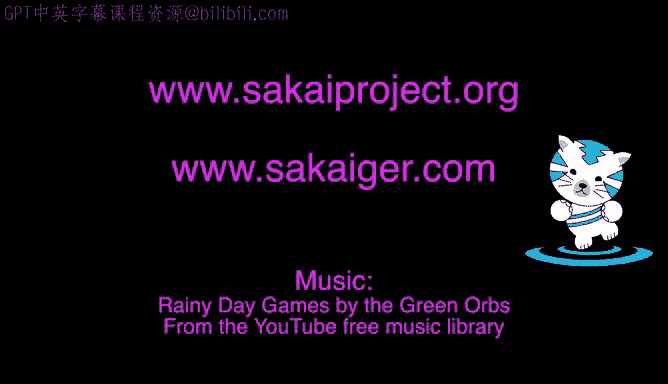 GPT中英字幕课程资源@bilibili.com
www.sakaiproject.org
www.sakaiger.com
Music:
Rainy Day Games by the Green Orbs
From the YouTube free music library